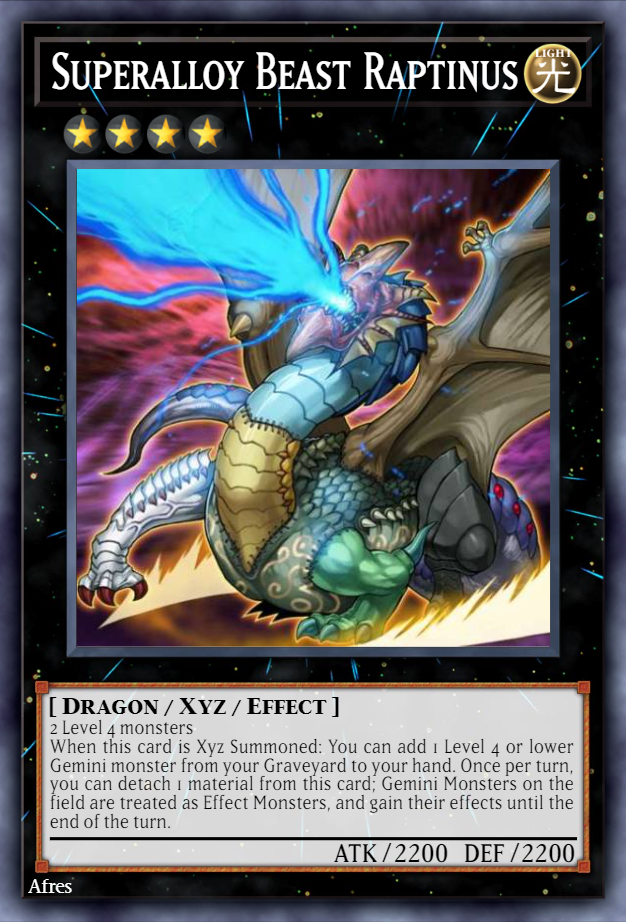 Superalloy Beast Raptinus
LIGHT
光
[ Dragon / Xyz / Effect ]
2 Level 4 monsters
When this card is Xyz Summoned: You can add 1 Level 4 or lower
Gemini monster from your Graveyard to your hand. Once per turn,
you can detach 1 material from this card; Gemini Monsters on the
field are treated as Effect Monsters, and gain their effects until the
end of the turn.
ATK/2200 DEF/2200
Afres